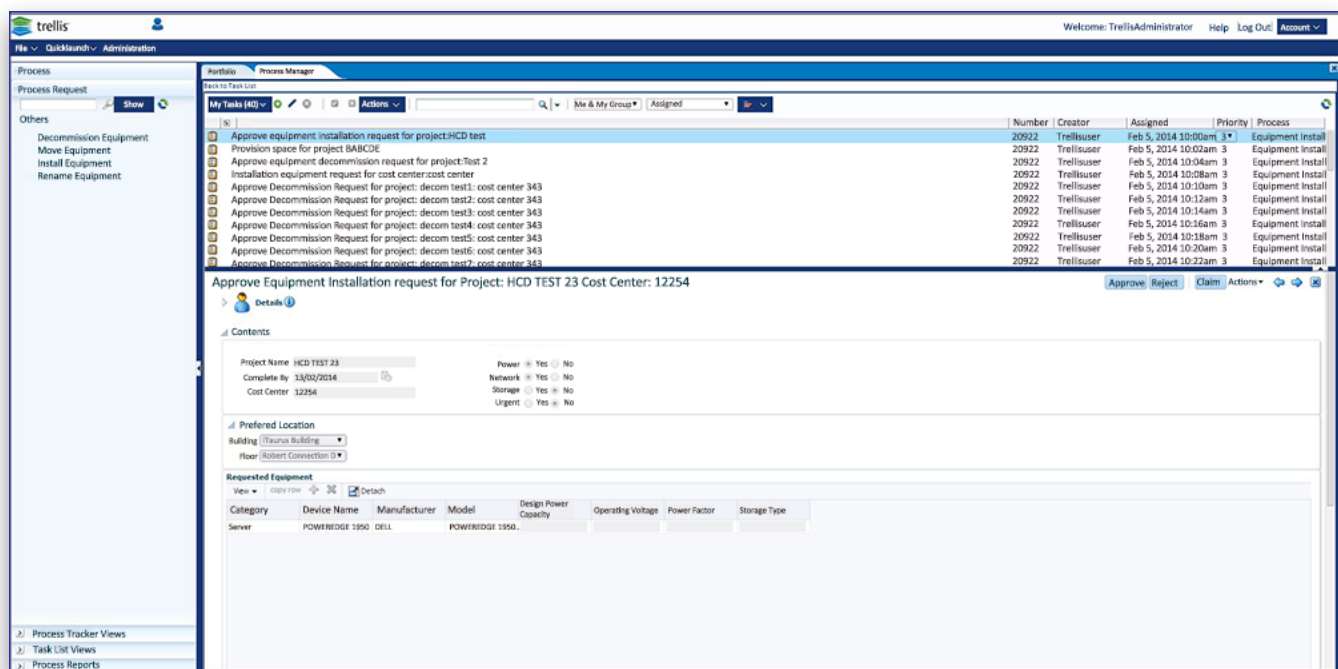 trellis
Welcome: TrellisAdministrator Help Log Out Account
File Quicklaunch Administration
Process
Process Request
Show
Others
Decommission Equipment
Move Equipment
Install Equipment
Rename Equipment
Process Tracker Views
Task List Views
Process Reports
Portfolio Process Manager
Back to Task List
My Tasks (40) Actions Me & My Group Assigned
Number Creator Assigned Priority Process
Approve equipment installation request for project:HCD test 20922 Trellisuser Feb 5, 2014 10:00am 3 Equipment Install
Provision space for project BABCDE 20922 Trellisuser Feb 5, 2014 10:02am 3 Equipment Install
Approve equipment decommission request for project:Test 2 20922 Trellisuser Feb 5, 2014 10:04am 3 Equipment Install
Installation equipment request for cost center:cost center 20922 Trellisuser Feb 5, 2014 10:08am 3 Equipment Install
Approve Decommission Request for project: decom test1: cost center 343 20922 Trellisuser Feb 5, 2014 10:10am 3 Equipment Install
Approve Decommission Request for project: decom test2: cost center 343 20922 Trellisuser Feb 5, 2014 10:12am 3 Equipment Install
Approve Decommission Request for project: decom test3: cost center 343 20922 Trellisuser Feb 5, 2014 10:14am 3 Equipment Install
Approve Decommission Request for project: decom test4: cost center 343 20922 Trellisuser Feb 5, 2014 10:16am 3 Equipment Install
Approve Decommission Request for project: decom test5: cost center 343 20922 Trellisuser Feb 5, 2014 10:18am 3 Equipment Install
Approve Decommission Request for project: decom test6: cost center 343 20922 Trellisuser Feb 5, 2014 10:20am 3 Equipment Install
Approve Decommission Request for project: decom test7: cost center 343 20922 Trellisuser Feb 5, 2014 10:22am 3 Equipment Install
Approve Equipment Installation request for Project: HCD TEST 23 Cost Center: 12254 Approve Reject Claim Actions
Details
Contents
Project Name HCD TEST 23 Power Yes No
Complete By 13/02/2014 Network Yes No
Cost Center 12254 Storage Yes No
Urgent Yes No
Prefered Location
Building ITaurus Building
Floor Robert Connection D
Requested Equipment
View copy row Detach
Category Device Name Manufacturer Model Design Power Capacity Operating Voltage Power Factor Storage Type
Server POWEREDGE 1950 DELL POWEREDGE 1950..